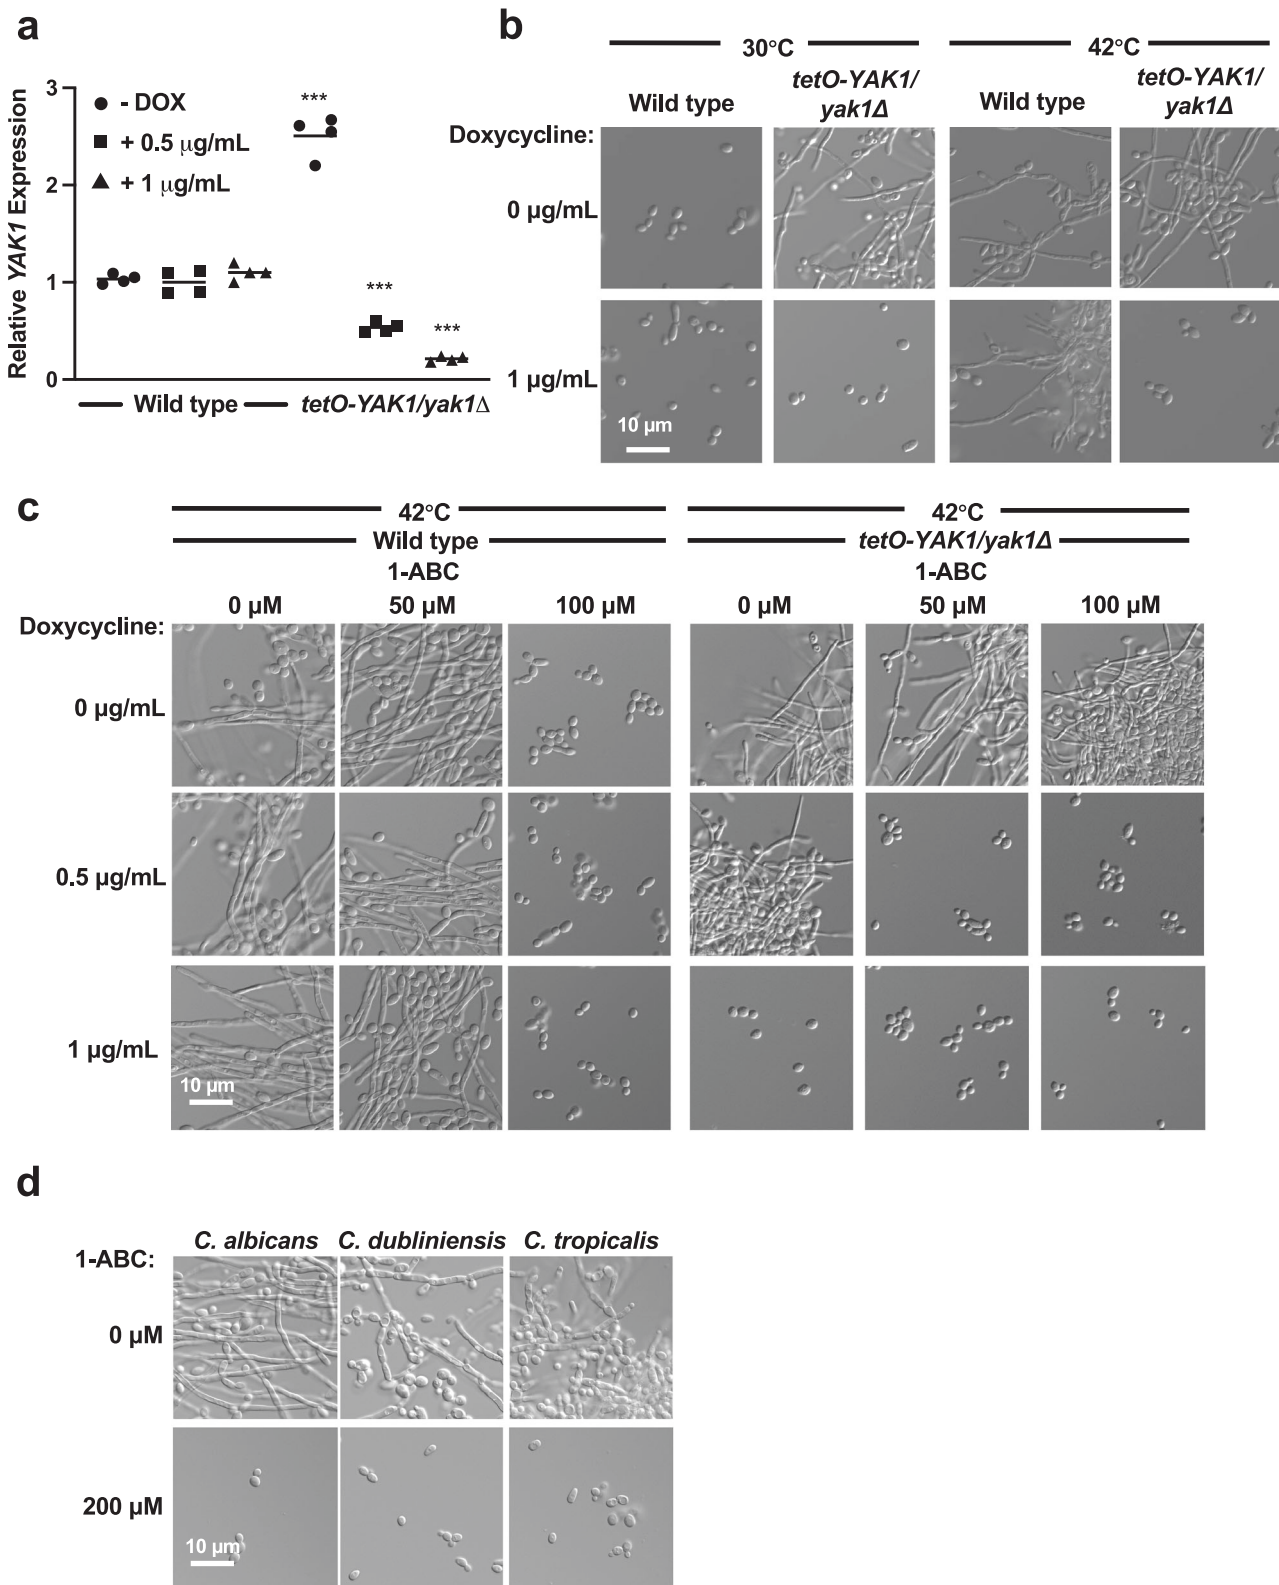 a
Relative YAK1 Expression
3
2
1
0
- DOX
+ 0.5 μg/mL
+ 1 μg/mL
***
***
***
Wild type
tetO-YAK1/yak1Δ
b
30°C
42°C
Wild type
tetO-YAK1/
yak1Δ
Wild type
tetO-YAK1/
yak1Δ
Doxycycline:
0 μg/mL
1 μg/mL
10 μm
c
42°C
42°C
Wild type
tetO-YAK1/yak1Δ
1-ABC
1-ABC
0 μM
50 μM
100 μM
0 μM
50 μM
100 μM
Doxycycline:
0 μg/mL
0.5 μg/mL
1 μg/mL
10 μm
d
C. albicans
C. dubliniensis
C. tropicalis
1-ABC:
0 μM
200 μM
10 μm